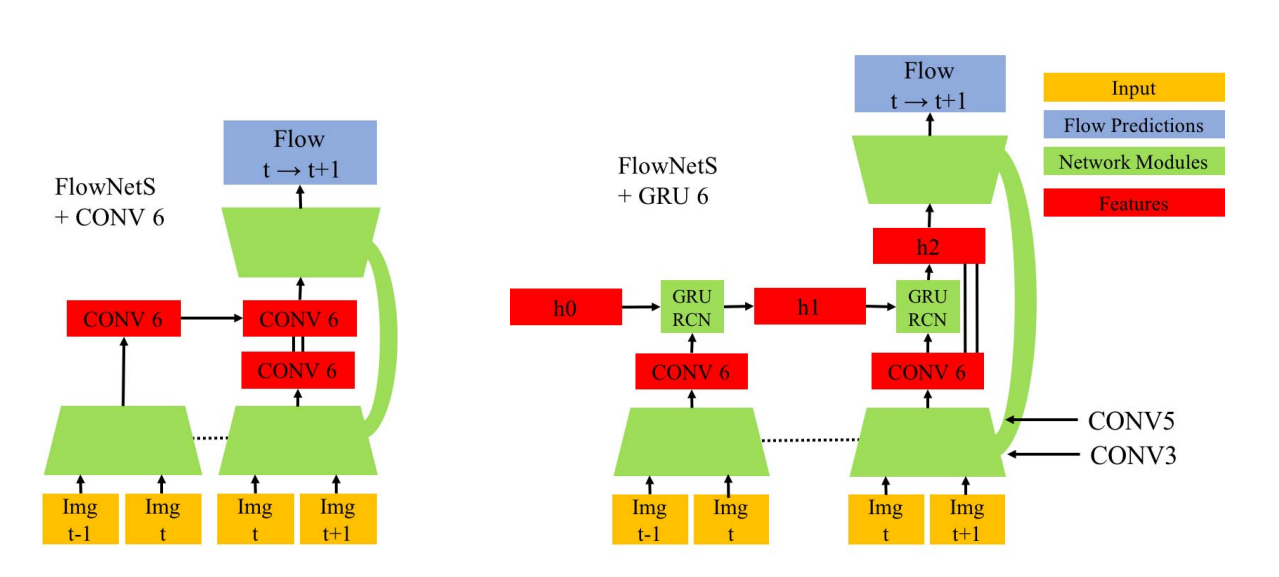 FlowNetS
+ CONV 6
Flow
t → t+1
CONV 6
CONV 6
CONV 6
Img
t-1
Img
t
Img
t
Img
t+1
FlowNetS
+ GRU 6
Flow
t → t+1
h2
h0
GRU
RCN
h1
GRU
RCN
CONV 6
CONV 6
CONV5
CONV3
Img
t-1
Img
t
Img
t
Img
t+1
Input
Flow Predictions
Network Modules
Features